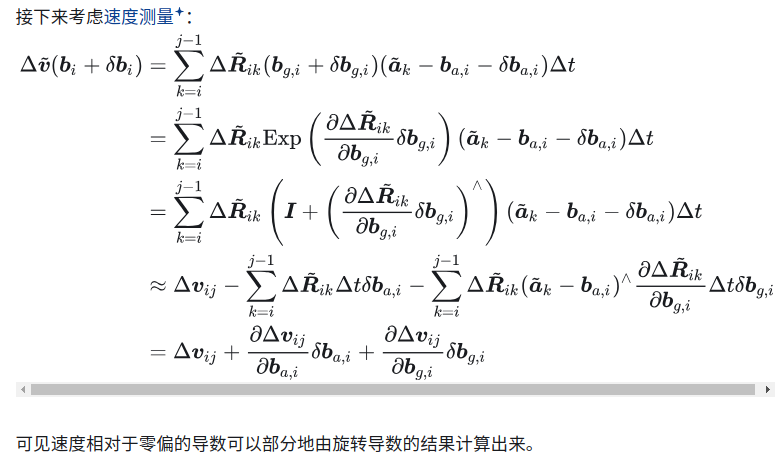 接下来考虑速度测量✦：
$\Delta\tilde{\boldsymbol{v}}(\boldsymbol{b}_i + \delta\boldsymbol{b}_i) = \sum_{k=i}^{j-1} \Delta\tilde{\boldsymbol{R}}_{ik}(\boldsymbol{b}_{g,i} + \delta\boldsymbol{b}_{g,i})(\tilde{\boldsymbol{a}}_k - \boldsymbol{b}_{a,i} - \delta\boldsymbol{b}_{a,i})\Delta t$
$= \sum_{k=i}^{j-1} \Delta\tilde{\boldsymbol{R}}_{ik}\mathrm{Exp}\left(\frac{\partial\Delta\tilde{\boldsymbol{R}}_{ik}}{\partial\boldsymbol{b}_{g,i}}\delta\boldsymbol{b}_{g,i}\right)(\tilde{\boldsymbol{a}}_k - \boldsymbol{b}_{a,i} - \delta\boldsymbol{b}_{a,i})\Delta t$
$= \sum_{k=i}^{j-1} \Delta\tilde{\boldsymbol{R}}_{ik}\left(\boldsymbol{I} + \left(\frac{\partial\Delta\tilde{\boldsymbol{R}}_{ik}}{\partial\boldsymbol{b}_{g,i}}\delta\boldsymbol{b}_{g,i}\right)^{\wedge}\right)(\tilde{\boldsymbol{a}}_k - \boldsymbol{b}_{a,i} - \delta\boldsymbol{b}_{a,i})\Delta t$
$\approx \Delta\boldsymbol{v}_{ij} - \sum_{k=i}^{j-1} \Delta\tilde{\boldsymbol{R}}_{ik}\Delta t\delta\boldsymbol{b}_{a,i} - \sum_{k=i}^{j-1} \Delta\tilde{\boldsymbol{R}}_{ik}(\tilde{\boldsymbol{a}}_k - \boldsymbol{b}_{a,i})^{\wedge}\frac{\partial\Delta\tilde{\boldsymbol{R}}_{ik}}{\partial\boldsymbol{b}_{g,i}}\Delta t\delta\boldsymbol{b}_{g,i}$
$= \Delta\boldsymbol{v}_{ij} + \frac{\partial\Delta\boldsymbol{v}_{ij}}{\partial\boldsymbol{b}_{a,i}}\delta\boldsymbol{b}_{a,i} + \frac{\partial\Delta\boldsymbol{v}_{ij}}{\partial\boldsymbol{b}_{g,i}}\delta\boldsymbol{b}_{g,i}$
可见速度相对于零偏的导数可以部分地由旋转导数的结果计算出来。